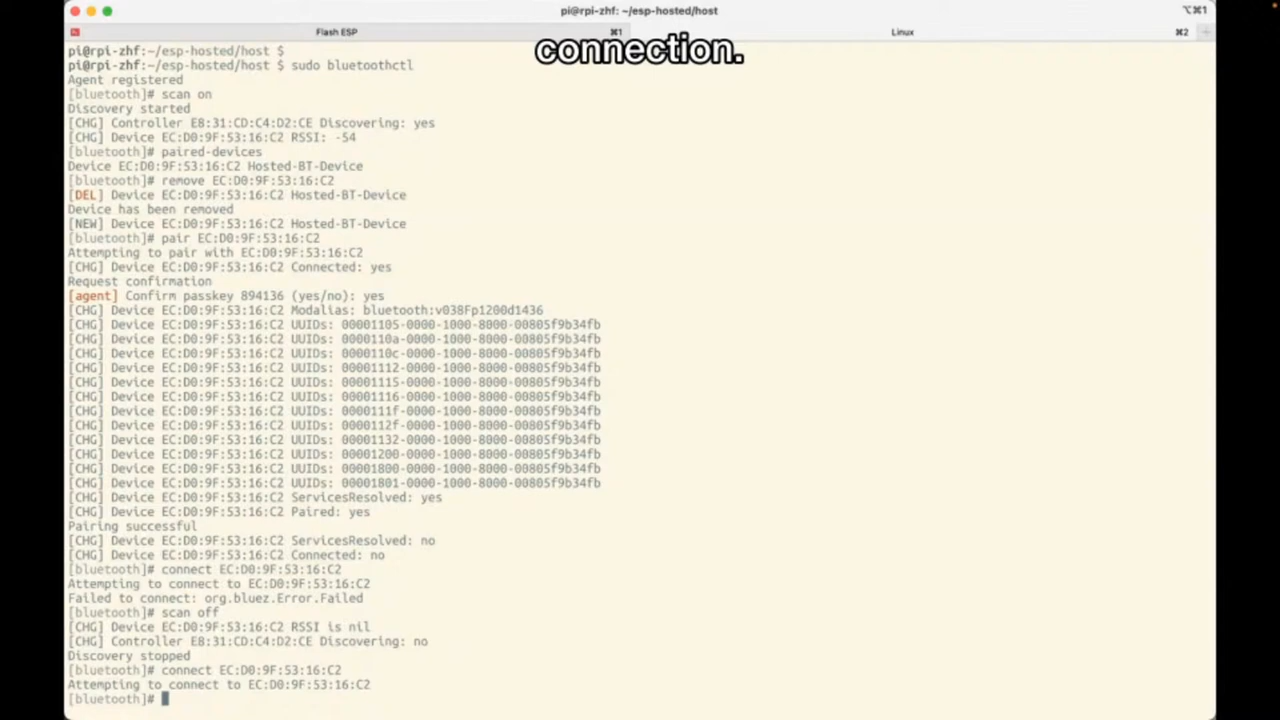 pi@rpi-zhf: ~/esp-hosted/host
⌥⌘1
Flash ESP
⌘1
Linux
⌘2
connection.
pi@rpi-zhf:~/esp-hosted/host $
pi@rpi-zhf:~/esp-hosted/host $ sudo bluetoothctl
Agent registered
[bluetooth]# scan on
Discovery started
[CHG] Controller E8:31:CD:C4:D2:CE Discovering: yes
[CHG] Device EC:D0:9F:53:16:C2 RSSI: -54
[bluetooth]# paired-devices
Device EC:D0:9F:53:16:C2 Hosted-BT-Device
[bluetooth]# remove EC:D0:9F:53:16:C2
[DEL] Device EC:D0:9F:53:16:C2 Hosted-BT-Device
Device has been removed
[NEW] Device EC:D0:9F:53:16:C2 Hosted-BT-Device
[bluetooth]# pair EC:D0:9F:53:16:C2
Attempting to pair with EC:D0:9F:53:16:C2
[CHG] Device EC:D0:9F:53:16:C2 Connected: yes
Request confirmation
[agent] Confirm passkey 894136 (yes/no): yes
[CHG] Device EC:D0:9F:53:16:C2 Modalias: bluetooth:v038Fp1200d1436
[CHG] Device EC:D0:9F:53:16:C2 UUIDs: 00001105-0000-1000-8000-00805f9b34fb
[CHG] Device EC:D0:9F:53:16:C2 UUIDs: 0000110a-0000-1000-8000-00805f9b34fb
[CHG] Device EC:D0:9F:53:16:C2 UUIDs: 0000110c-0000-1000-8000-00805f9b34fb
[CHG] Device EC:D0:9F:53:16:C2 UUIDs: 00001112-0000-1000-8000-00805f9b34fb
[CHG] Device EC:D0:9F:53:16:C2 UUIDs: 00001115-0000-1000-8000-00805f9b34fb
[CHG] Device EC:D0:9F:53:16:C2 UUIDs: 00001116-0000-1000-8000-00805f9b34fb
[CHG] Device EC:D0:9F:53:16:C2 UUIDs: 0000111f-0000-1000-8000-00805f9b34fb
[CHG] Device EC:D0:9F:53:16:C2 UUIDs: 0000112f-0000-1000-8000-00805f9b34fb
[CHG] Device EC:D0:9F:53:16:C2 UUIDs: 00001132-0000-1000-8000-00805f9b34fb
[CHG] Device EC:D0:9F:53:16:C2 UUIDs: 00001200-0000-1000-8000-00805f9b34fb
[CHG] Device EC:D0:9F:53:16:C2 UUIDs: 00001800-0000-1000-8000-00805f9b34fb
[CHG] Device EC:D0:9F:53:16:C2 UUIDs: 00001801-0000-1000-8000-00805f9b34fb
[CHG] Device EC:D0:9F:53:16:C2 ServicesResolved: yes
[CHG] Device EC:D0:9F:53:16:C2 Paired: yes
Pairing successful
[CHG] Device EC:D0:9F:53:16:C2 ServicesResolved: no
[CHG] Device EC:D0:9F:53:16:C2 Connected: no
[bluetooth]# connect EC:D0:9F:53:16:C2
Attempting to connect to EC:D0:9F:53:16:C2
Failed to connect: org.bluez.Error.Failed
[bluetooth]# scan off
[CHG] Device EC:D0:9F:53:16:C2 RSSI is nil
[CHG] Controller E8:31:CD:C4:D2:CE Discovering: no
Discovery stopped
[bluetooth]# connect EC:D0:9F:53:16:C2
Attempting to connect to EC:D0:9F:53:16:C2
[bluetooth]#